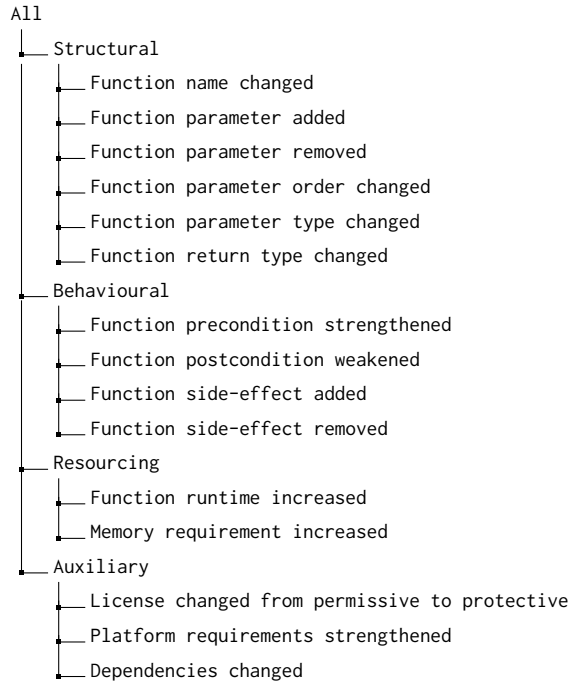 All
Structural
Function name changed
Function parameter added
Function parameter removed
Function parameter order changed
Function parameter type changed
Function return type changed
Behavioural
Function precondition strengthened
Function postcondition weakened
Function side-effect added
Function side-effect removed
Resourcing
Function runtime increased
Memory requirement increased
Auxiliary
License changed from permissive to protective
Platform requirements strengthened
Dependencies changed